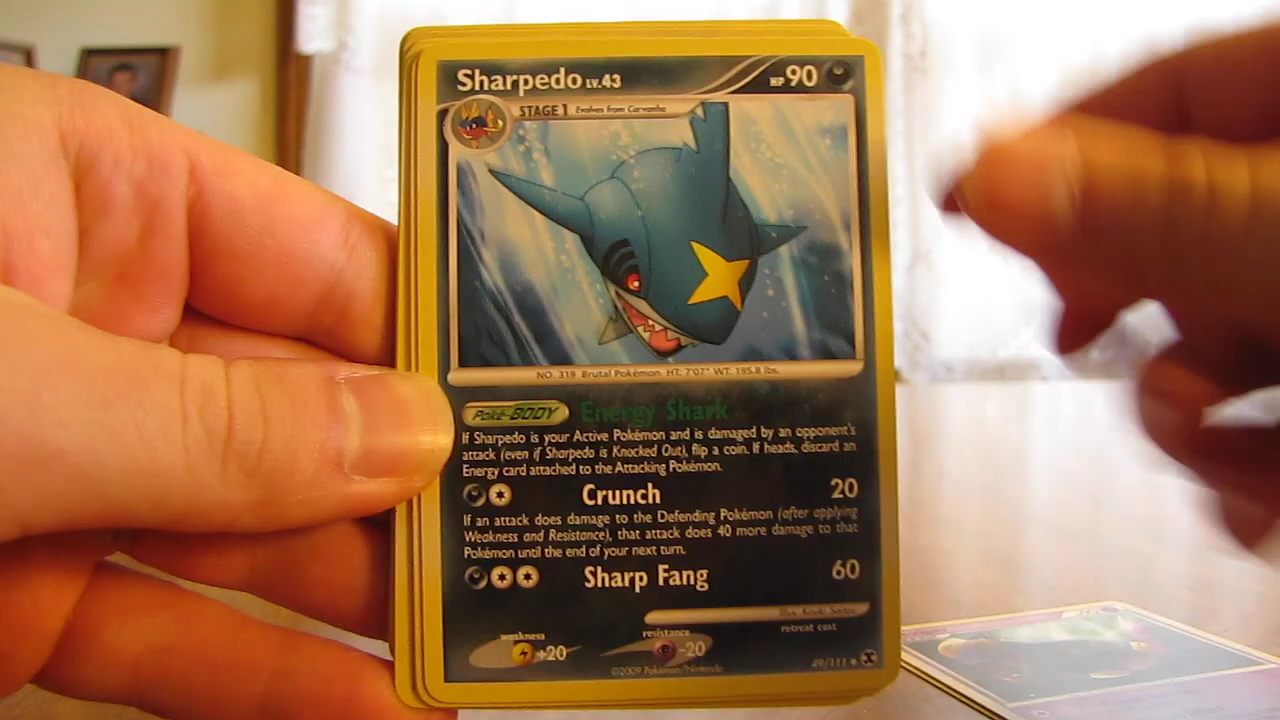 Sharpedo LV.43 HP 90
STAGE 1 Evolves from Carvanha
NO. 319 Brutal Pokémon. HT: 7'07" WT: 195.8 lbs.
Poké-BODY Energy Shark
If Sharpedo is your Active Pokémon and is damaged by an opponent's
attack (even if Sharpedo is Knocked Out), flip a coin. If heads, discard an
Energy card attached to the Attacking Pokémon.
Crunch 20
If an attack does damage to the Defending Pokémon (after applying
Weakness and Resistance), that attack does 40 more damage to that
Pokémon until the end of your next turn.
Sharp Fang 60
Illus. Kouki Saitou
weakness resistance retreat cost
+20 -20
©2009 Pokémon/Nintendo 49/111